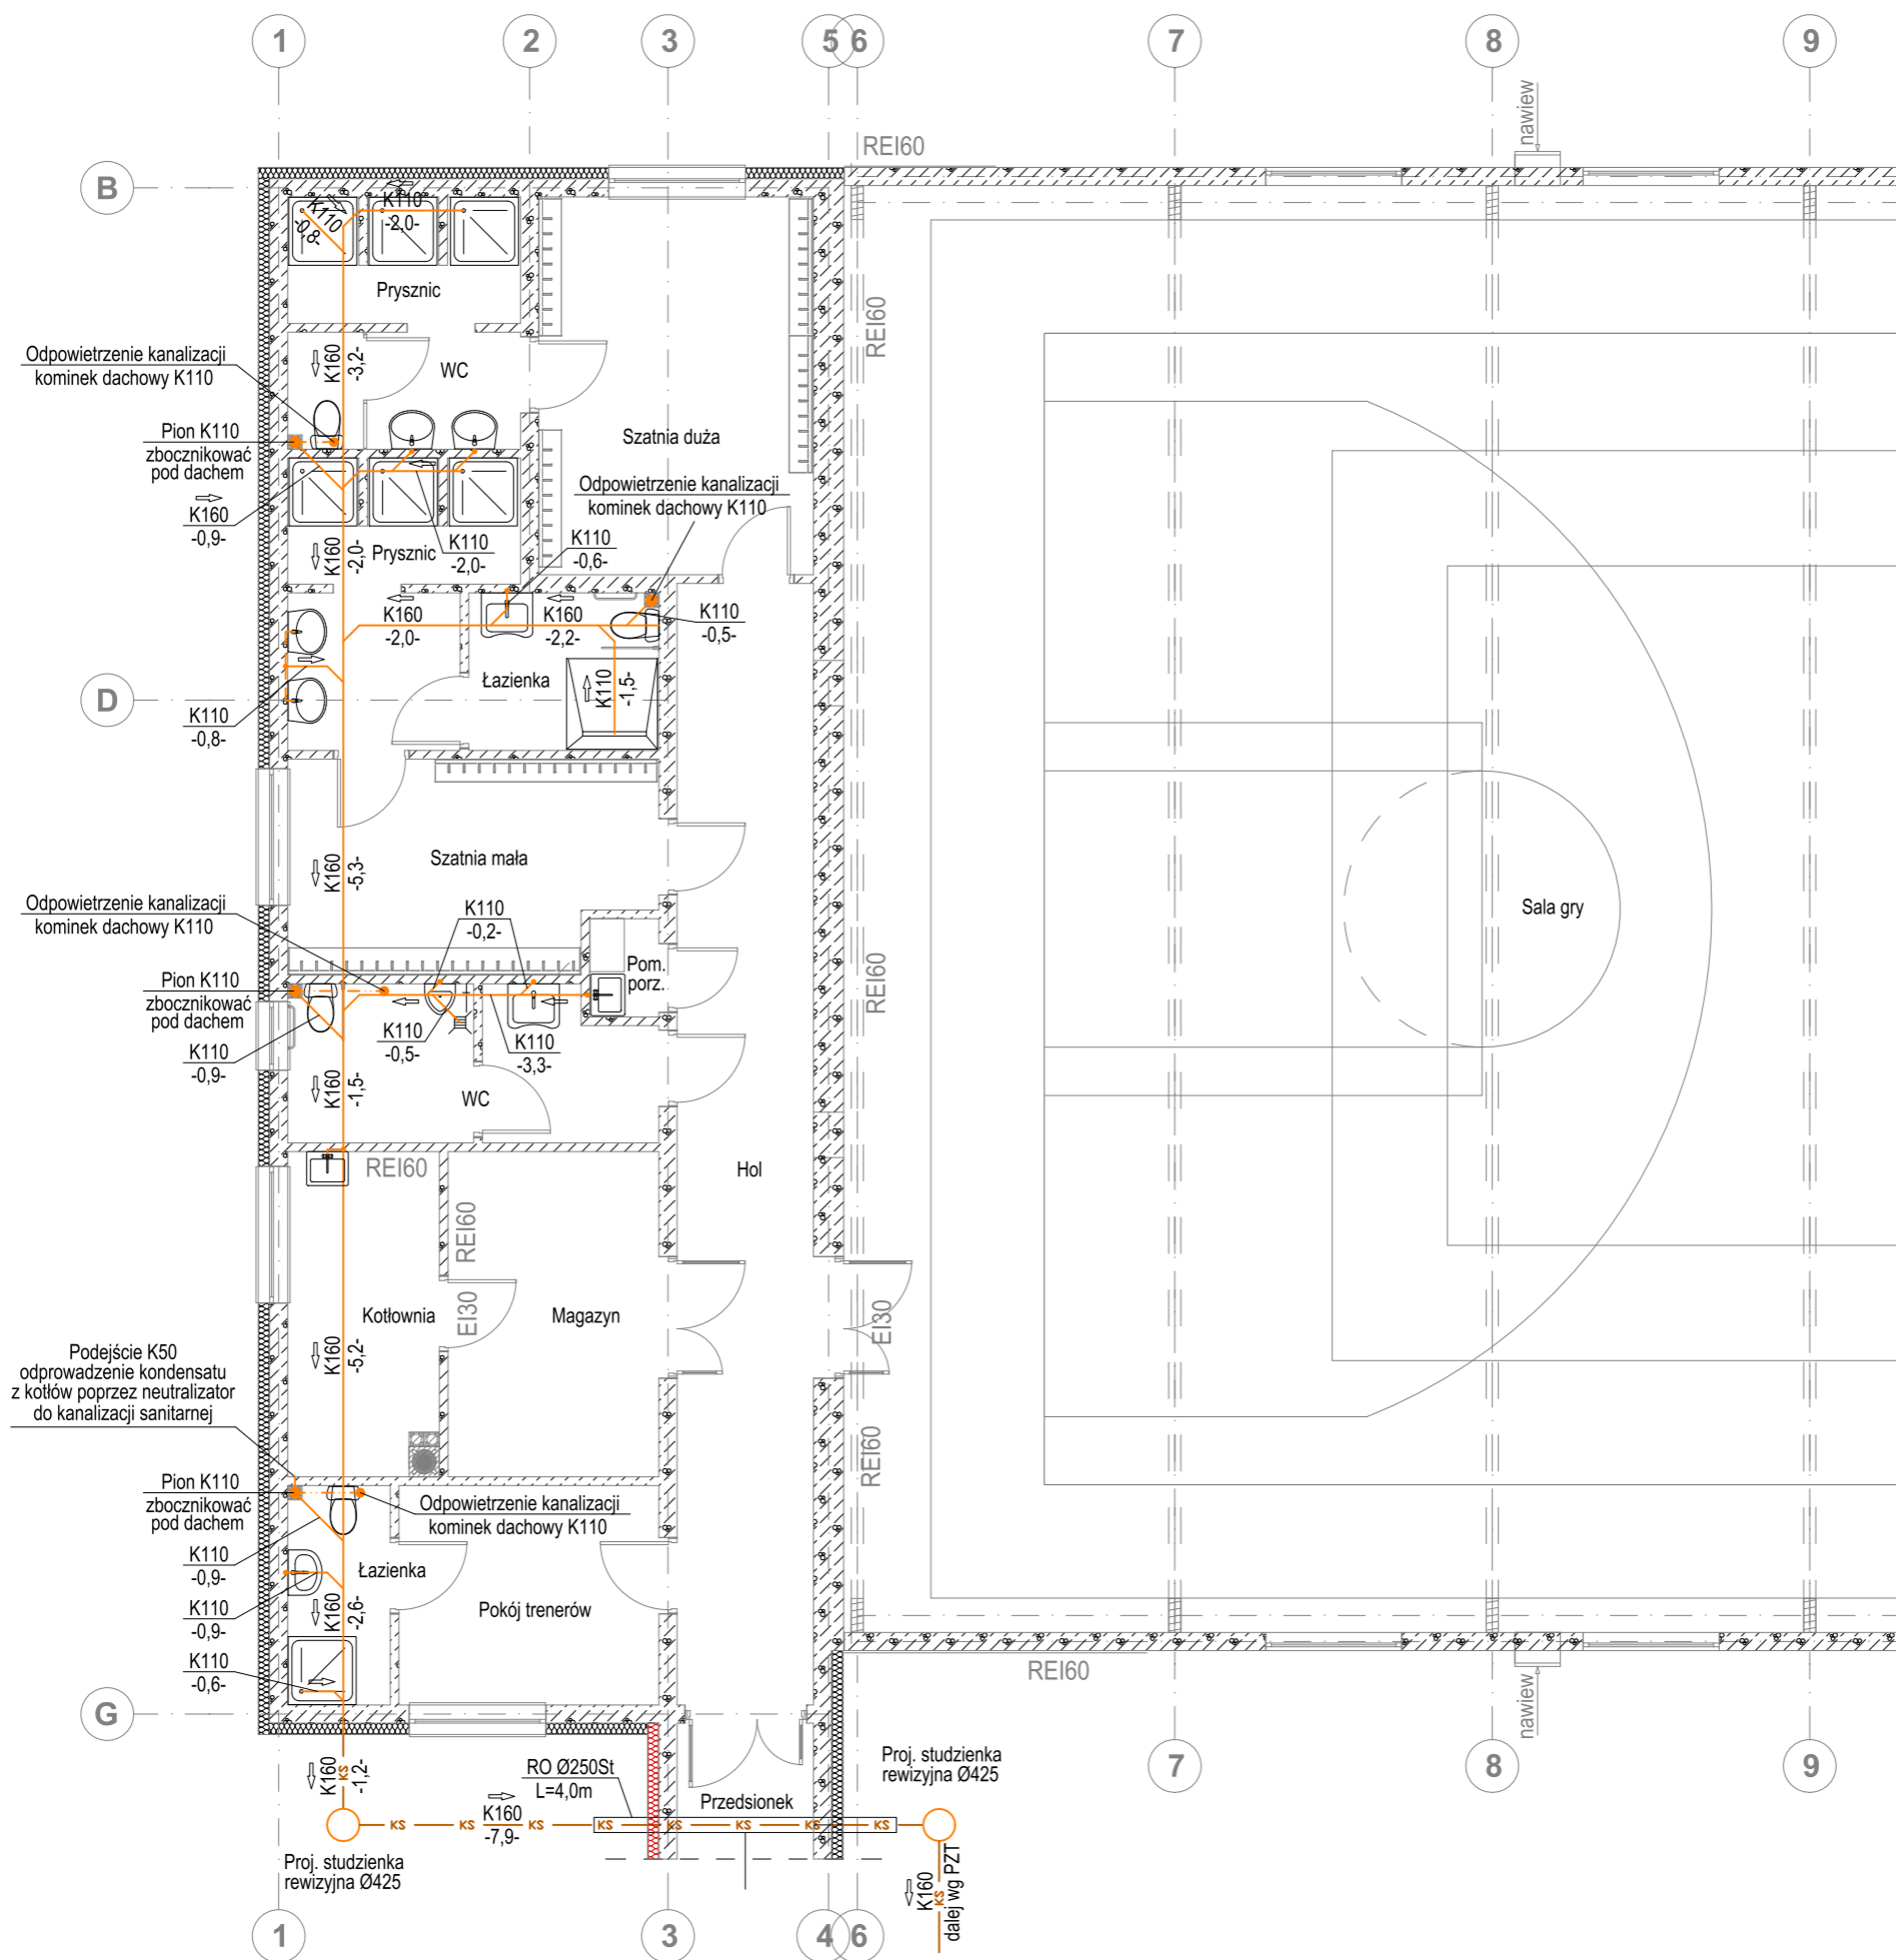 1
2
3
5
6
7
8
9
nawiew
REI60
B
K110
-0,8-
K110
-2,0-
Prysznic
REI60
Odpowietrzenie kanalizacji
kominek dachowy K110
K160
-3,2-
WC
Pion K110
zbocznikować
pod dachem
Szatnia duża
Odpowietrzenie kanalizacji
kominek dachowy K110
K160
-0,9-
K160
-2,0-
Prysznic
K110
-2,0-
K110
-0,6-
K160
-2,0-
K160
-2,2-
K110
-0,5-
Łazienka
K110
-1,5-
D
K110
-0,8-
Szatnia mała
K160
-5,3-
Odpowietrzenie kanalizacji
kominek dachowy K110
K110
-0,2-
Sala gry
Pom.
porz.
REI60
Pion K110
zbocznikować
pod dachem
K110
-0,9-
K110
-0,5-
K110
-3,3-
K160
-1,5-
WC
REI60
Hol
REI60
Kotłownia
EI30
Magazyn
EI30
K160
-5,2-
Podejście K50
odprowadzenie kondensatu
z kotłów poprzez neutralizator
do kanalizacji sanitarnej
REI60
Pion K110
zbocznikować
pod dachem
Odpowietrzenie kanalizacji
kominek dachowy K110
K110
-0,9-
Łazienka
K110
-0,9-
K160
-2,6-
Pokój trenerów
K110
-0,6-
REI60
nawiew
G
K160
KS
-1,2-
RO Ø250St
L=4,0m
Proj. studzienka
rewizyjna Ø425
7
8
9
Przedsionek
K160
-7,9-
KS KS KS KS KS KS KS KS
Proj. studzienka
rewizyjna Ø425
K160
KS
dalej wg PZT
1
3
4
6